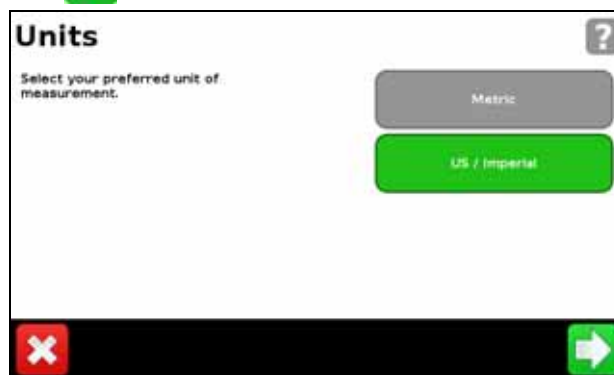 Units
?
Select your preferred unit of
measurement.
Metric
US / Imperial